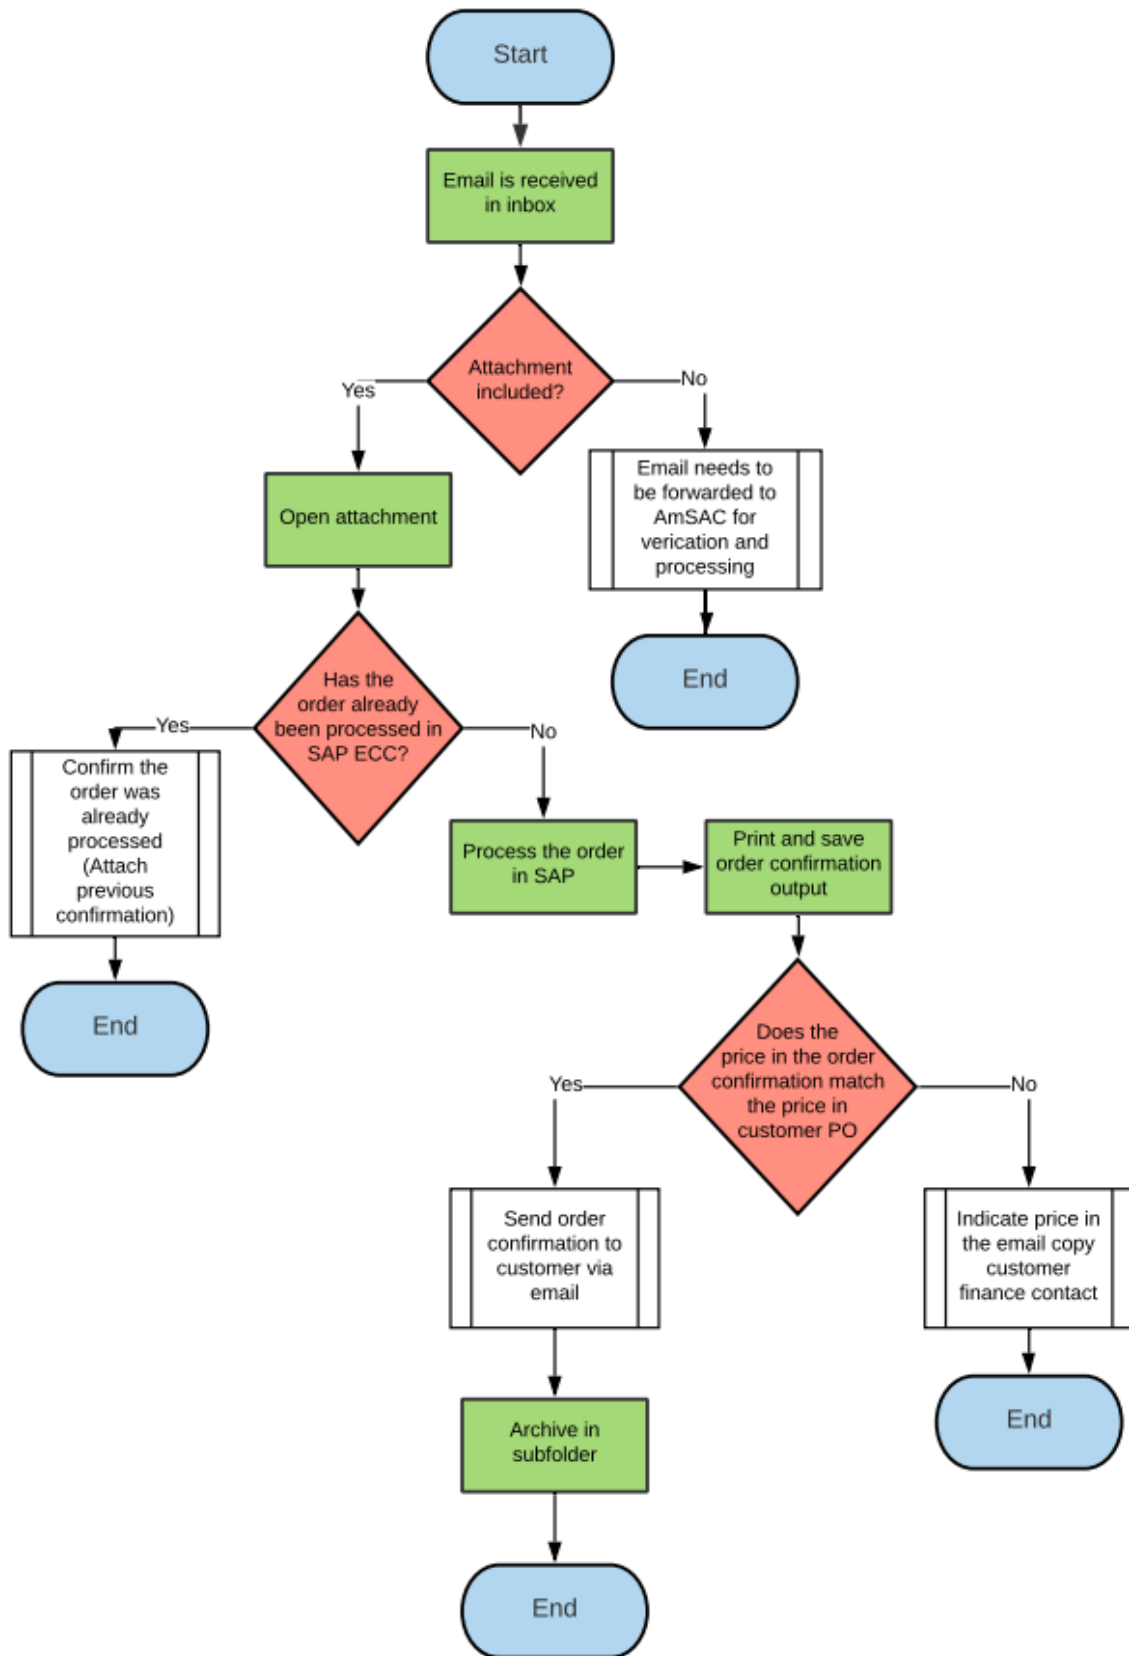 Start
Email is received
in inbox
Attachment
included?
Yes
No
Open attachment
Email needs to
be forwarded to
AmSAC for
verication and
processing
End
Has the
order already
been processed in
SAP ECC?
Yes
No
Confirm the
order was
already
processed
(Attach
previous
confirmation)
End
Process the order
in SAP
Print and save
order confirmation
output
Does the
price in the order
confirmation match
the price in
customer PO
Yes
No
Send order
confirmation to
customer via
email
Indicate price in
the email copy
customer
finance contact
Archive in
subfolder
End
End